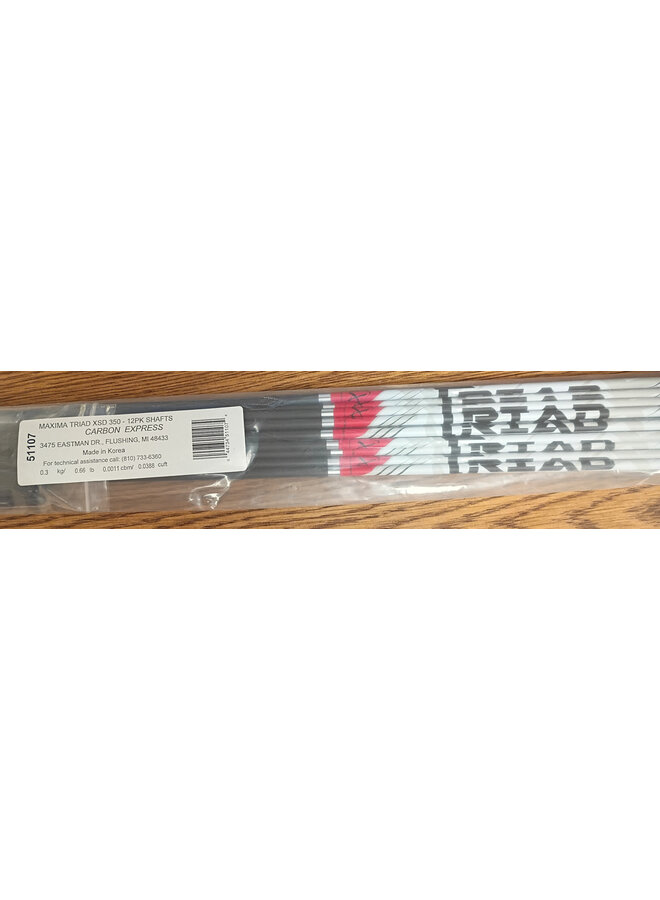 51107
MAXIMA TRIAD XSD 350 - 12PK SHAFTS
CARBON EXPRESS
3475 EASTMAN DR., FLUSHING, MI 48433
Made in Korea
For technical assistance call: (810) 733-6360
0.3 kg/ 0.66 lb 0.0011 cbm/ 0.0388 cuft
TRIAD
TRIAD